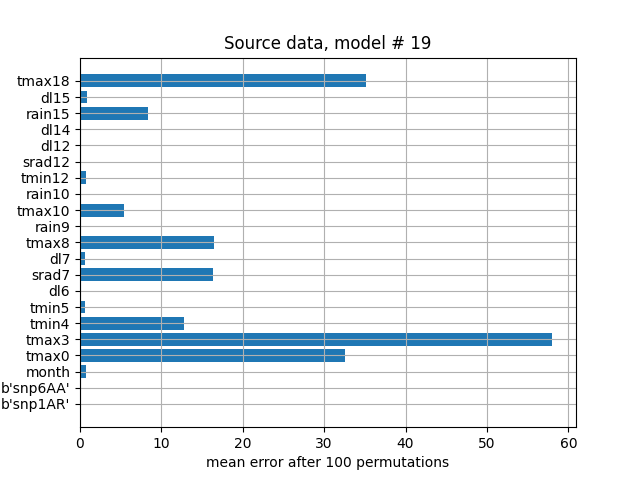 Source data, model # 19
tmax18
dl15
rain15
dl14
dl12
srad12
tmin12
rain10
tmax10
rain9
tmax8
dl7
srad7
dl6
tmin5
tmin4
tmax3
tmax0
month
b'snp6AA'
b'snp1AR'
0 10 20 30 40 50 60
mean error after 100 permutations